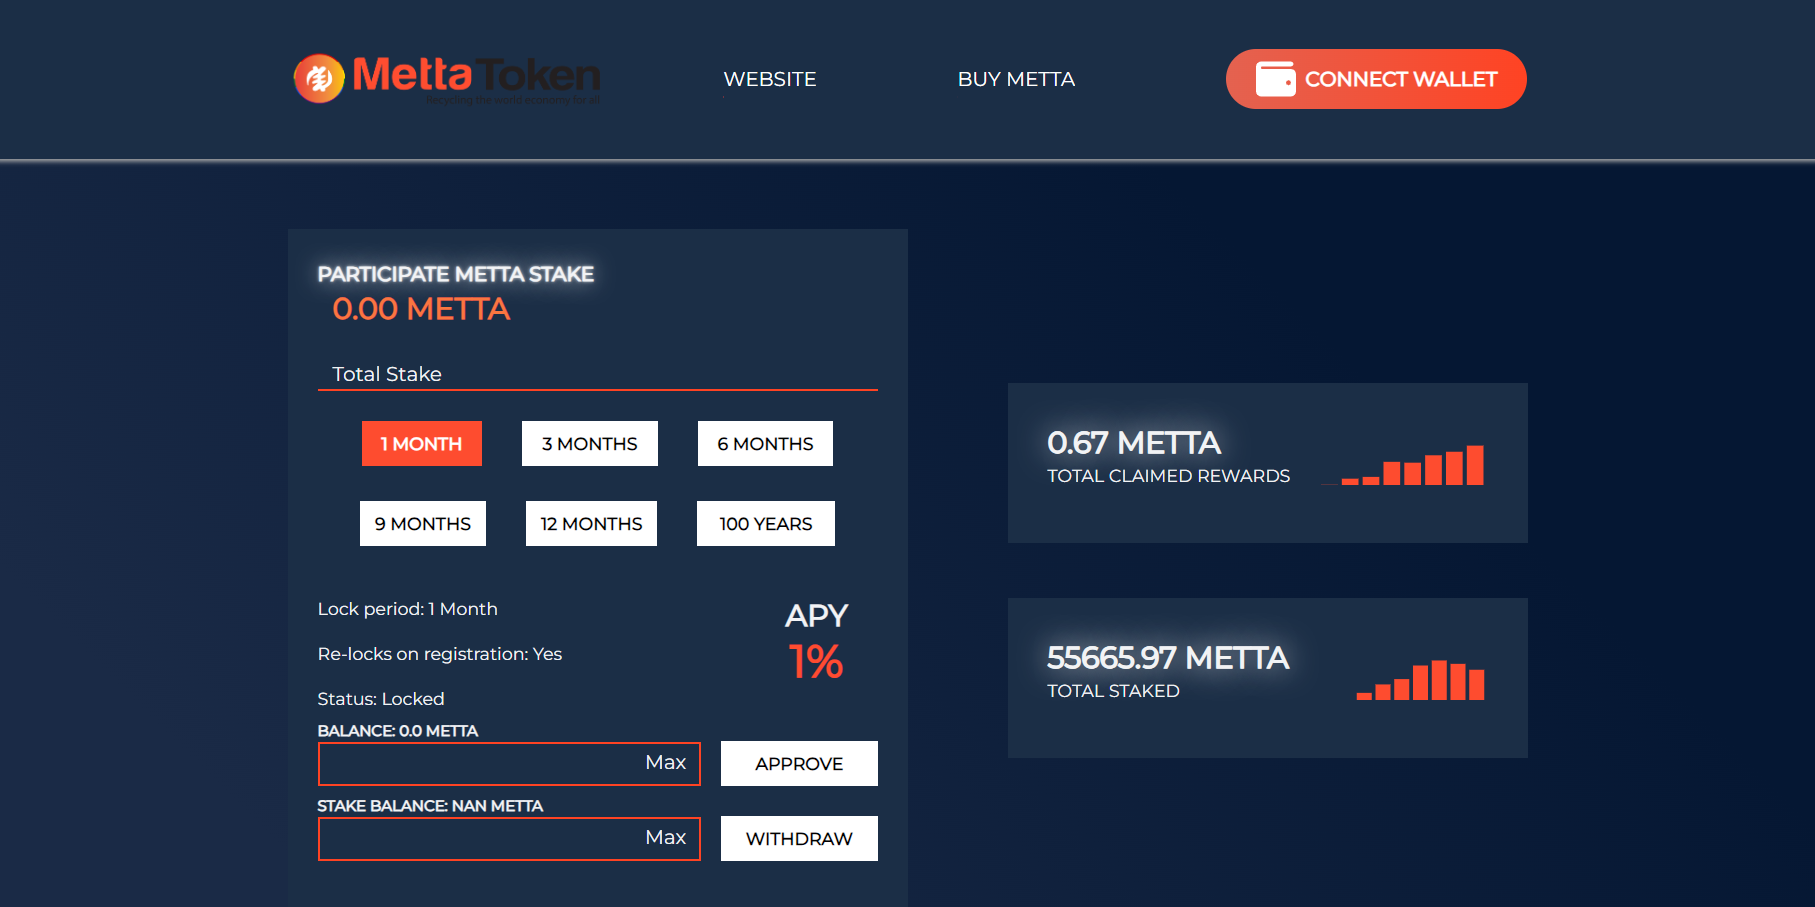 MettaToken
Recycling the world economy for all
WEBSITE
BUY METTA
CONNECT WALLET
PARTICIPATE METTA STAKE
0.00 METTA
Total Stake
1 MONTH
3 MONTHS
6 MONTHS
9 MONTHS
12 MONTHS
100 YEARS
Lock period: 1 Month
Re-locks on registration: Yes
Status: Locked
APY
1%
BALANCE: 0.0 METTA
Max
APPROVE
STAKE BALANCE: NAN METTA
Max
WITHDRAW
0.67 METTA
TOTAL CLAIMED REWARDS
55665.97 METTA
TOTAL STAKED